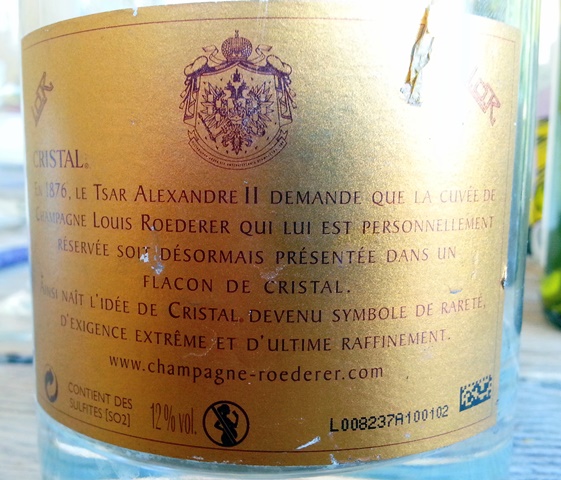 CRISTAL
EN 1876, LE TSAR ALEXANDRE II DEMANDE QUE LA CUVÉE DE
CHAMPAGNE LOUIS ROEDERER QUI LUI EST PERSONNELLEMENT
RÉSERVÉE SOIT DÉSORMAIS PRÉSENTÉE DANS UN
FLACON DE CRISTAL.
AINSI NAÎT L'IDÉE DE CRISTAL, DEVENU SYMBOLE DE RARETÉ,
D'EXIGENCE EXTRÊME ET D'ULTIME RAFFINEMENT.
www.champagne-roederer.com
CONTIENT DES
SULFITES [SO2]
12 % vol.
L008237A100102